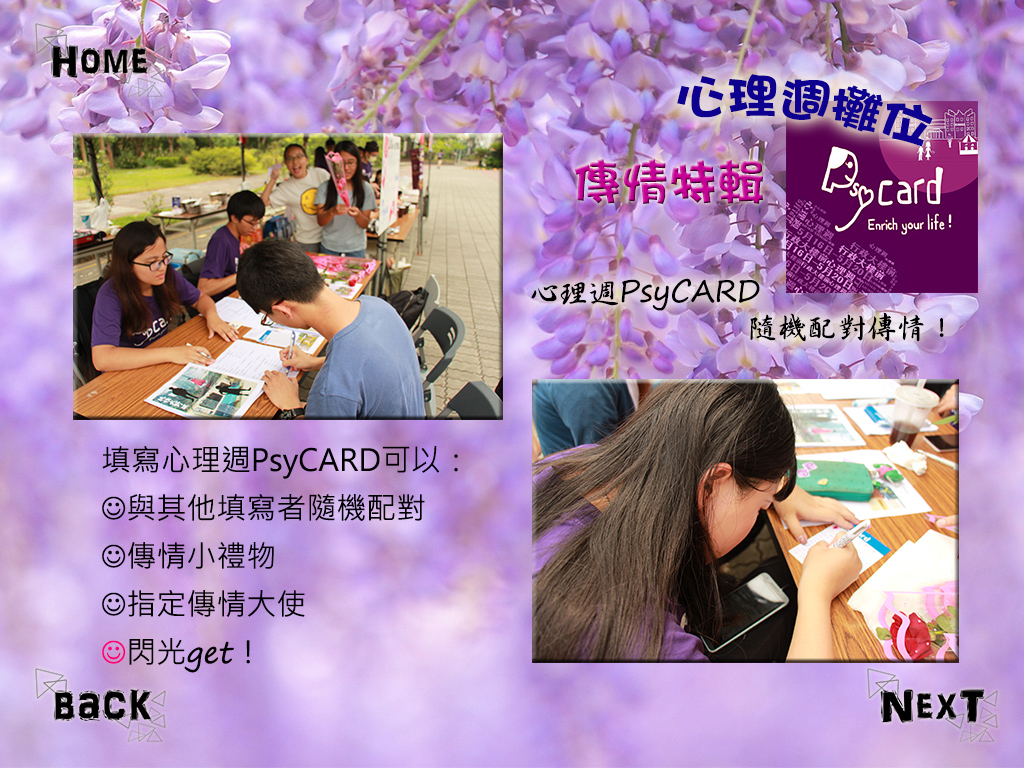 HOME
心理週攤位
傳情特輯
Psycard
Enrich your life!
心理週PsyCARD
隨機配對傳情！
填寫心理週PsyCARD可以：
☺與其他填寫者隨機配對
☺傳情小禮物
☺指定傳情大使
☺閃光get！
BACK
NEXT